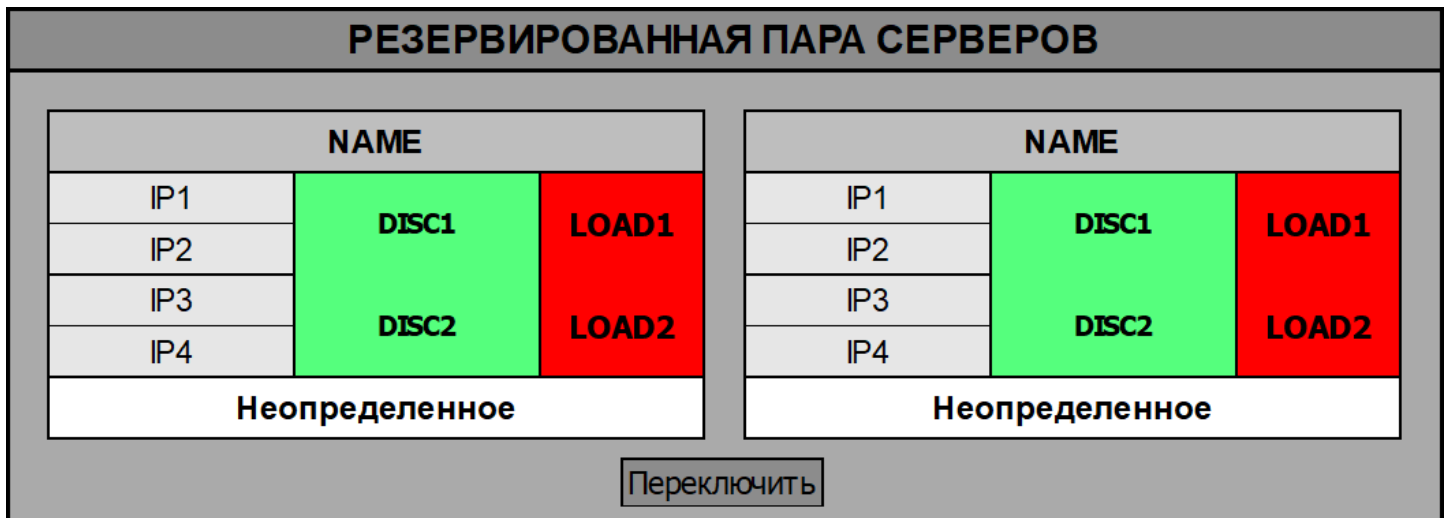 РЕЗЕРВИРОВАННАЯ ПАРА СЕРВЕРОВ
NAME
IP1
IP2
IP3
IP4
DISC1
DISC2
LOAD1
LOAD2
Неопределенное
NAME
IP1
IP2
IP3
IP4
DISC1
DISC2
LOAD1
LOAD2
Неопределенное
Переключить